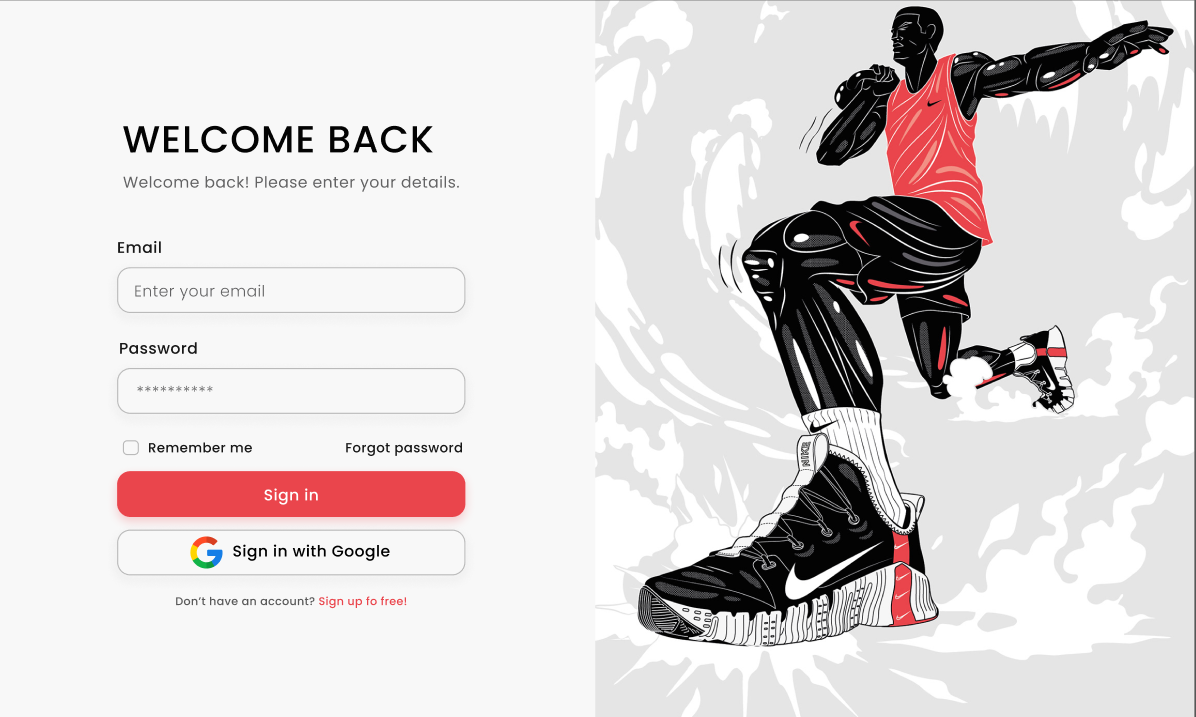 WELCOME BACK
Welcome back! Please enter your details.
Email
Enter your email
Password
**********
Remember me
Forgot password
Sign in
Sign in with Google
Don't have an account? Sign up fo free!
NIKE